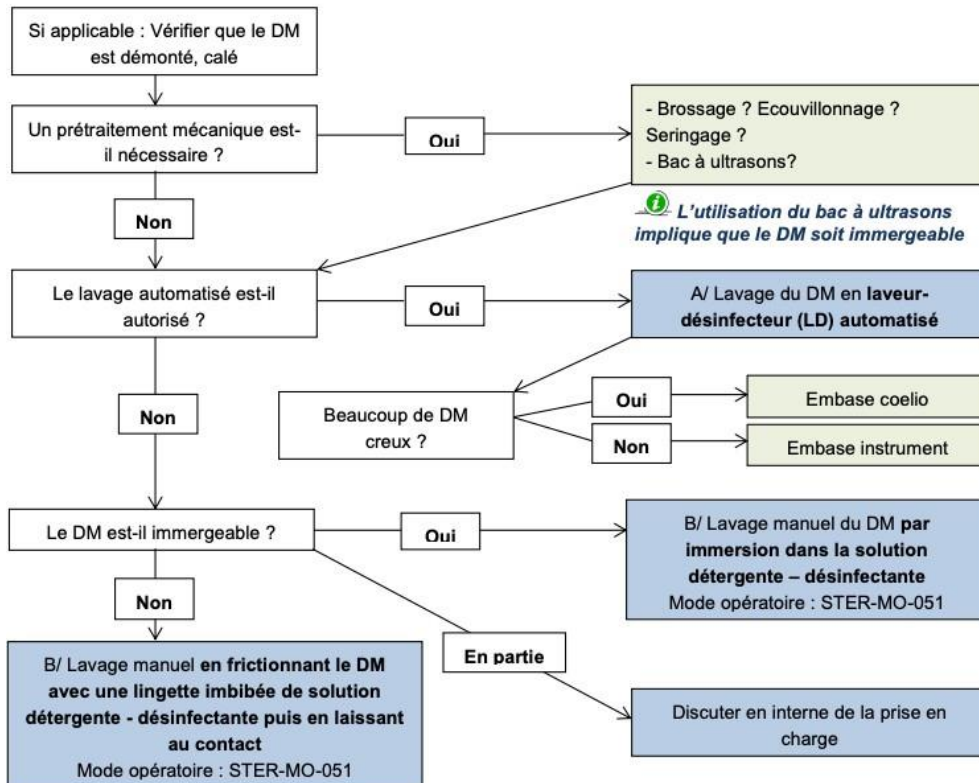 Si applicable : Vérifier que le DM
est démonté, calé
Un prétraitement mécanique est-
il nécessaire ?
Oui
- Brossage ? Ecouvillonnage ?
Seringage ?
- Bac à ultrasons?
L'utilisation du bac à ultrasons
implique que le DM soit immergeable
Non
Le lavage automatisé est-il
autorisé ?
Oui
A/ Lavage du DM en laveur-
désinfecteur (LD) automatisé
Non
Beaucoup de DM
creux ?
Oui
Embase coelio
Non
Embase instrument
Le DM est-il immergeable ?
Oui
B/ Lavage manuel du DM par
immersion dans la solution
détergente – désinfectante
Mode opératoire : STER-MO-051
Non
B/ Lavage manuel en frictionnant le DM
avec une lingette imbibée de solution
détergente - désinfectante puis en laissant
au contact
Mode opératoire : STER-MO-051
En partie
Discuter en interne de la prise en
charge